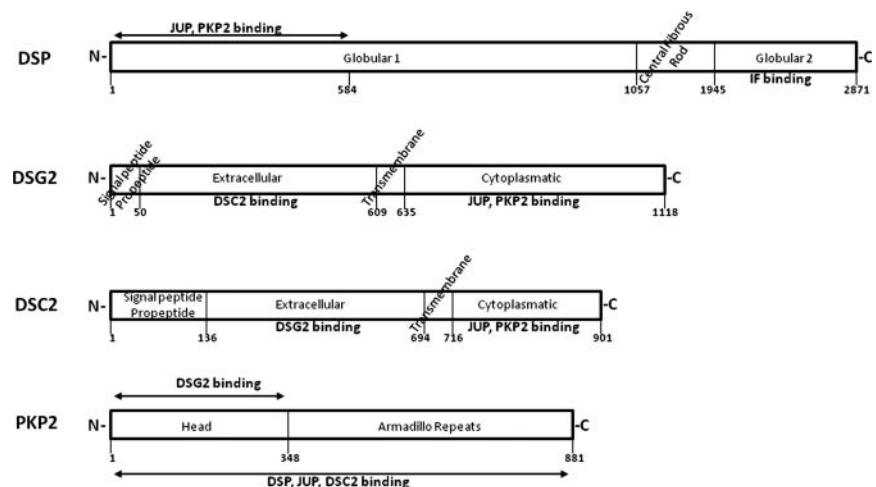 JUP, PKP2 binding
DSP N- Globular 1 Central fibrous Rod Globular 2 -C
IF binding
1 584 1057 1945 2871
DSG2 N- Signal peptide Propeptide Extracellular Transmembrane Cytoplasmatic -C
DSC2 binding JUP, PKP2 binding
1 50 609 635 1118
DSC2 N- Signal peptide Propeptide Extracellular Transmembrane Cytoplasmatic -C
DSG2 binding JUP, PKP2 binding
1 136 694 716 901
DSG2 binding
PKP2 N- Head Armadillo Repeats -C
1 348 881
DSP, JUP, DSC2 binding